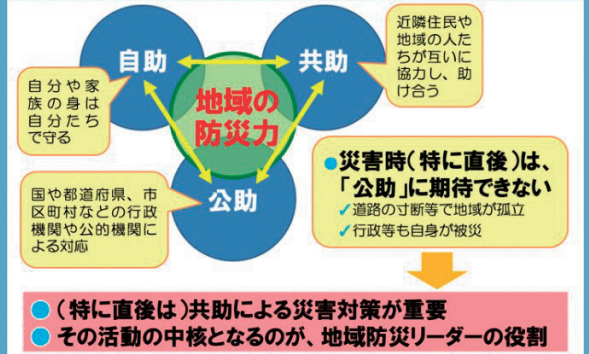 自助
共助
近隣住民や
地域の人た
ちが互いに
協力し、助
け合う
自分や家
族の身は
自分たち
で守る
地域の
防災力
公助
国や都道府県、市
区町村などの行政
機関や公的機関に
よる対応
●災害時(特に直後)は、
「公助」に期待できない
✓道路の寸断等で地域が孤立
✓行政等も自身が被災
●(特に直後は)共助による災害対策が重要
●その活動の中核となるのが、地域防災リーダーの役割